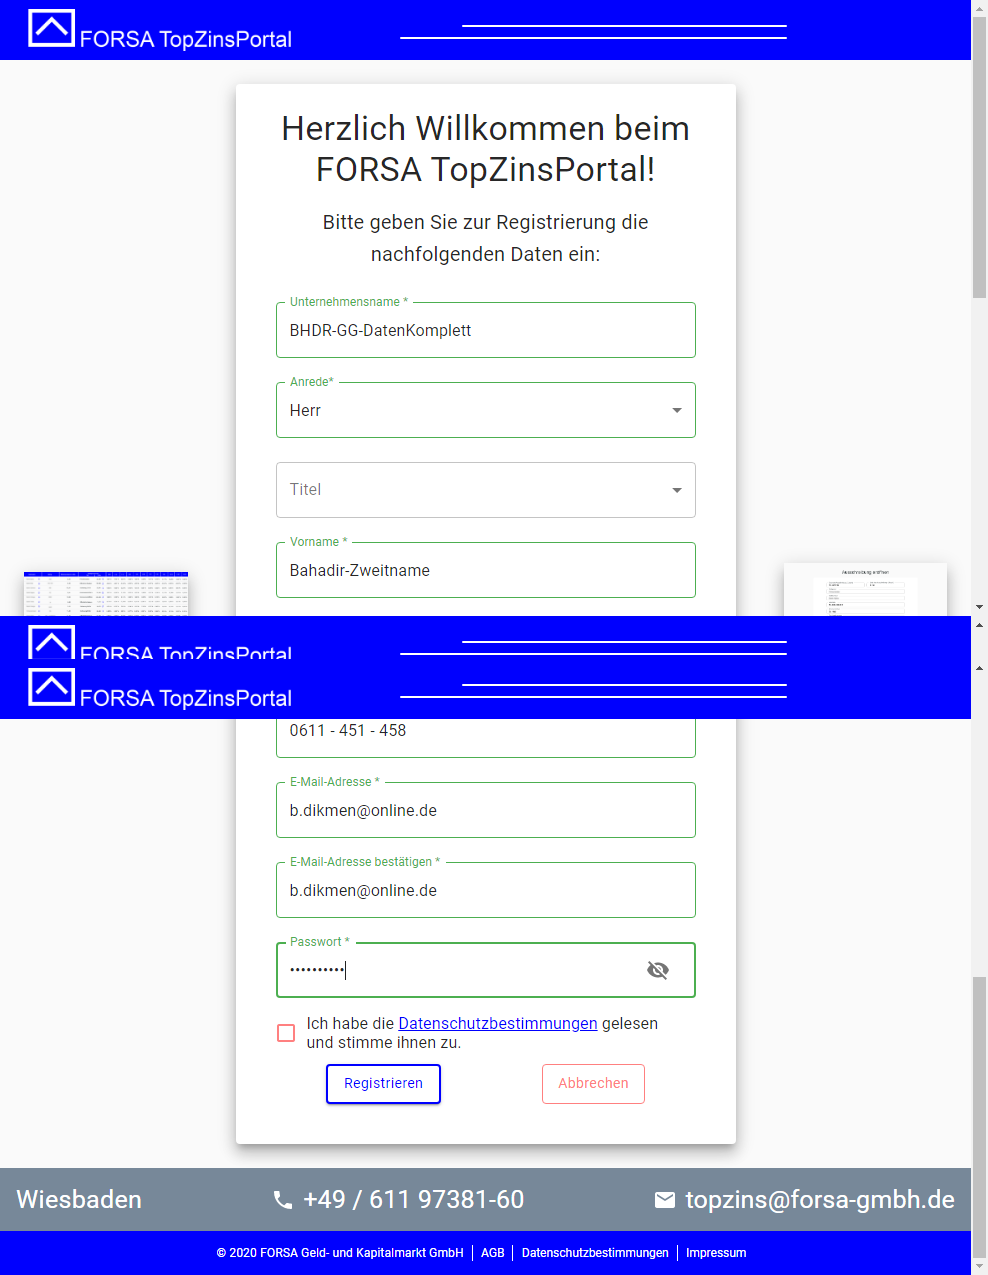 FORSA TopZinsPortal
Herzlich Willkommen beim
FORSA TopZinsPortal!
Bitte geben Sie zur Registrierung die
nachfolgenden Daten ein:
Unternehmensname *
BHDR-GG-DatenKomplett
Anrede*
Herr
Titel
Vorname *
Bahadir-Zweitname
Ausschreibung eröffnen
FORSA TopZinsPortal
FORSA TopZinsPortal
0611 - 451 - 458
E-Mail-Adresse *
b.dikmen@online.de
E-Mail-Adresse bestätigen *
b.dikmen@online.de
Passwort *
••••••••••
Ich habe die Datenschutzbestimmungen gelesen
und stimme ihnen zu.
Registrieren Abbrechen
Wiesbaden +49 / 611 97381-60 topzins@forsa-gmbh.de
© 2020 FORSA Geld- und Kapitalmarkt GmbH | AGB | Datenschutzbestimmungen | Impressum